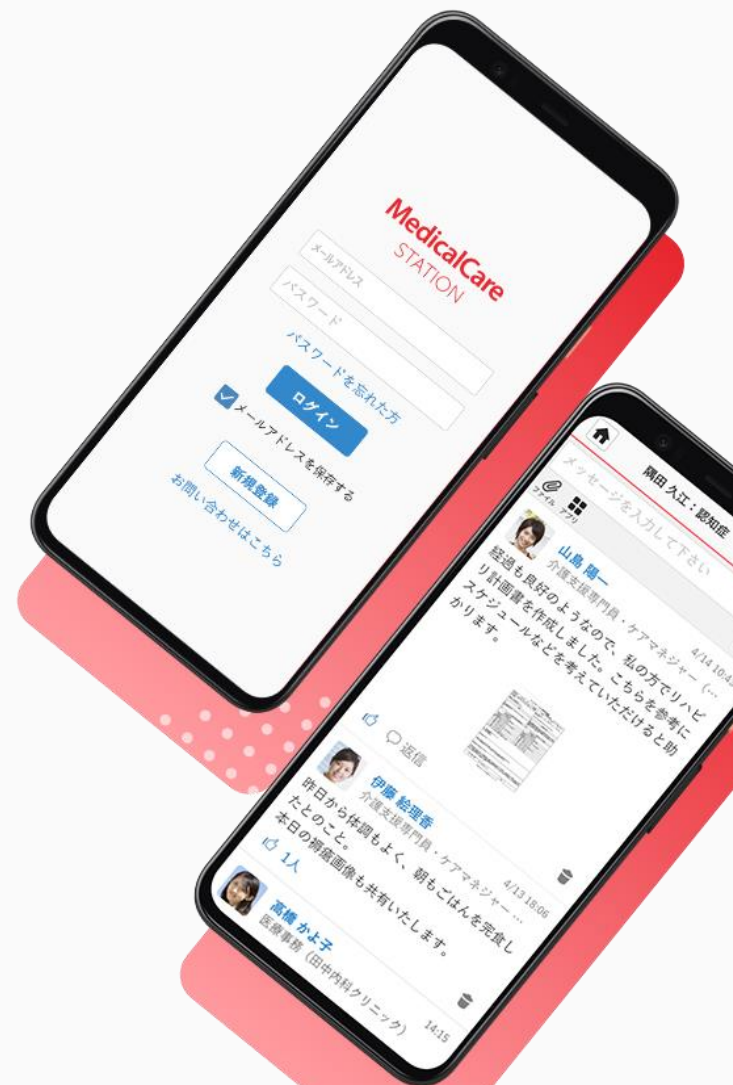 MedicalCare
STATION
メールアドレス
パスワード
パスワードを忘れた方
ログイン
メールアドレスを保存する
新規登録
お問い合わせはこちら
隅田 久江：認知症
メッセージを入力して下さい
ファイル アプリ
山島 陽一
介護支援専門員・ケアマネジャー（…
4/14 10:45
経過も良好のようなので、私の方でリハビ
リ計画書を作成しました。こちらを参考に
スケジュールなどを考えていただけると助
かります。
返信
伊藤 絵理香
介護支援専門員・ケアマネジャー …
4/13 18:06
昨日から体調もよく、朝もごはんを完食し
たとのこと。
本日の褥瘡画像も共有いたします。
1人
高橋 かよ子
医療事務（田中内科クリニック）
14:15